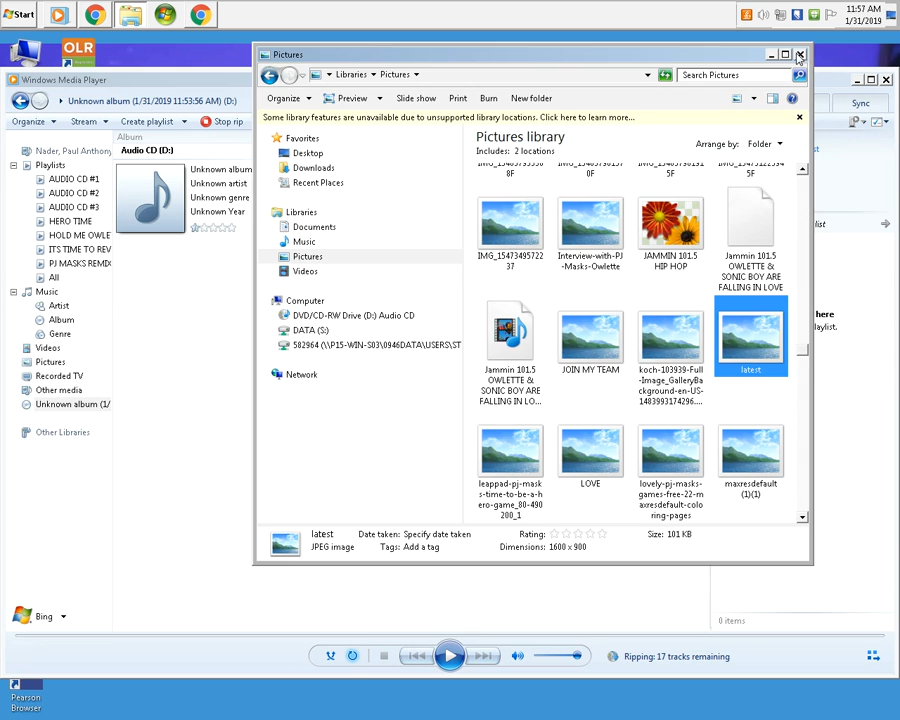 Start
11:57 AM
1/31/2019
OLR
Pictures
Windows Media Player
Libraries
Pictures
Search Pictures
Unknown album (1/31/2019 11:53:56 AM) (D:)
Sync
Organize
Preview
Slide show
Print
Burn
New folder
Organize
Stream
Create playlist
Stop rip
Some library features are unavailable due to unsupported library locations. Click here to learn more...
Album
Audio CD (D:)
Nader, Paul Anthony
Playlists
AUDIO CD #1
AUDIO CD #2
AUDIO CD #3
HERO TIME
HOLD ME OWLE
ITS TIME TO REV
PJ MASKS REMIX
All
Music
Artist
Album
Genre
Videos
Pictures
Recorded TV
Other media
Unknown album (1/
Other Libraries
Unknown album
Unknown artist
Unknown genre
Unknown Year
Favorites
Desktop
Downloads
Recent Places
Libraries
Documents
Music
Pictures
Videos
Computer
DVD/CD-RW Drive (D:) Audio CD
DATA (S:)
582964 (\\P15-WIN-S03\0946DATA\USERS\ST
Network
Pictures library
Includes: 2 locations
Arrange by: Folder
IMG_15473495722
37
Interview-with-PJ
-Masks-Owlette
JAMMIN 101.5
HIP HOP
Jammin 101.5
OWLETTE &
SONIC BOY ARE
FALLING IN LOVE
Jammin 101.5
OWLETTE &
SONIC BOY ARE
FALLING IN LO...
JOIN MY TEAM
koch-103939-Full
-Image_GalleryBa
ckground-en-US-
1483993174296....
latest
leappad-pj-mask
s-time-to-be-a-h
ero-game_80-490
200_1
LOVE
lovely-pj-masks-
games-free-22-m
axresdefault-colo
ring-pages
maxresdefault
(1)(1)
latest
Date taken: Specify date taken
Rating:
Size: 101 KB
JPEG image
Tags: Add a tag
Dimensions: 1600 x 900
st
list
here
aylist.
Bing
0 items
Ripping: 17 tracks remaining
Pearson
Browser